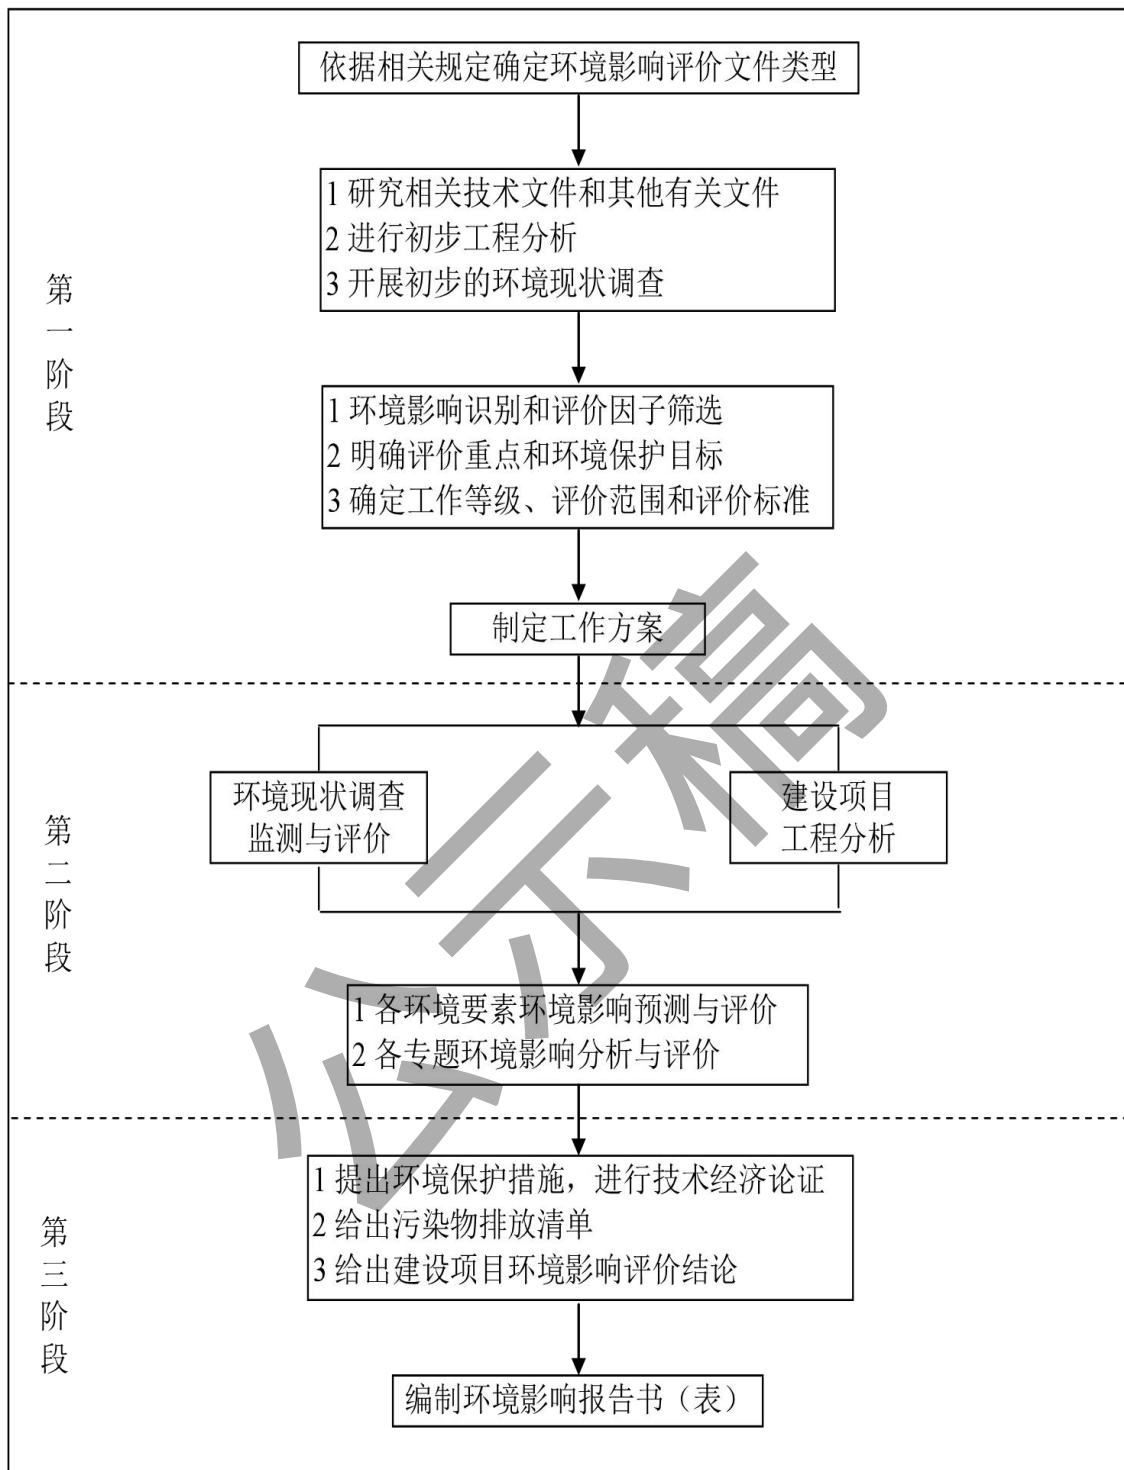 依据相关规定确定环境影响评价文件类型
1 研究相关技术文件和其他有关文件
2 进行初步工程分析
3 开展初步的环境现状调查
第一阶段
1 环境影响识别和评价因子筛选
2 明确评价重点和环境保护目标
3 确定工作等级、评价范围和评价标准
制定工作方案
环境现状调查
监测与评价
建设项目
工程分析
第二阶段
1 各环境要素环境影响预测与评价
2 各专题环境影响分析与评价
1 提出环境保护措施，进行技术经济论证
2 给出污染物排放清单
3 给出建设项目环境影响评价结论
第三阶段
编制环境影响报告书（表）
公示稿